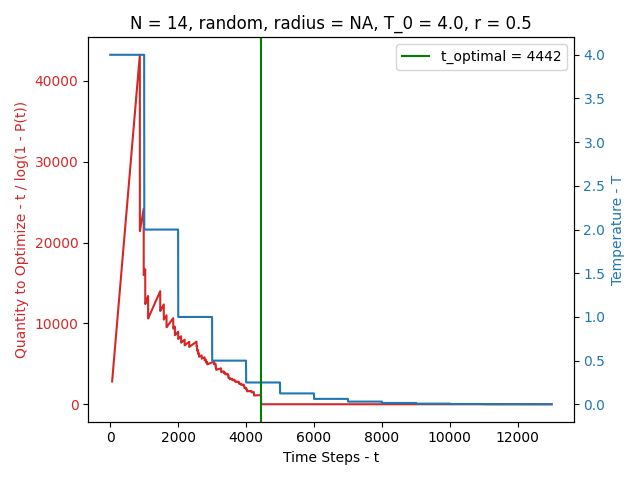 N = 14, random, radius = NA, T_0 = 4.0, r = 0.5
t_optimal = 4442
Quantity to Optimize - t / log(1 - P(t))
40000
30000
20000
10000
0
4.0
3.5
3.0
2.5
2.0
1.5
1.0
0.5
0.0
Temperature - T
0 2000 4000 6000 8000 10000 12000
Time Steps - t